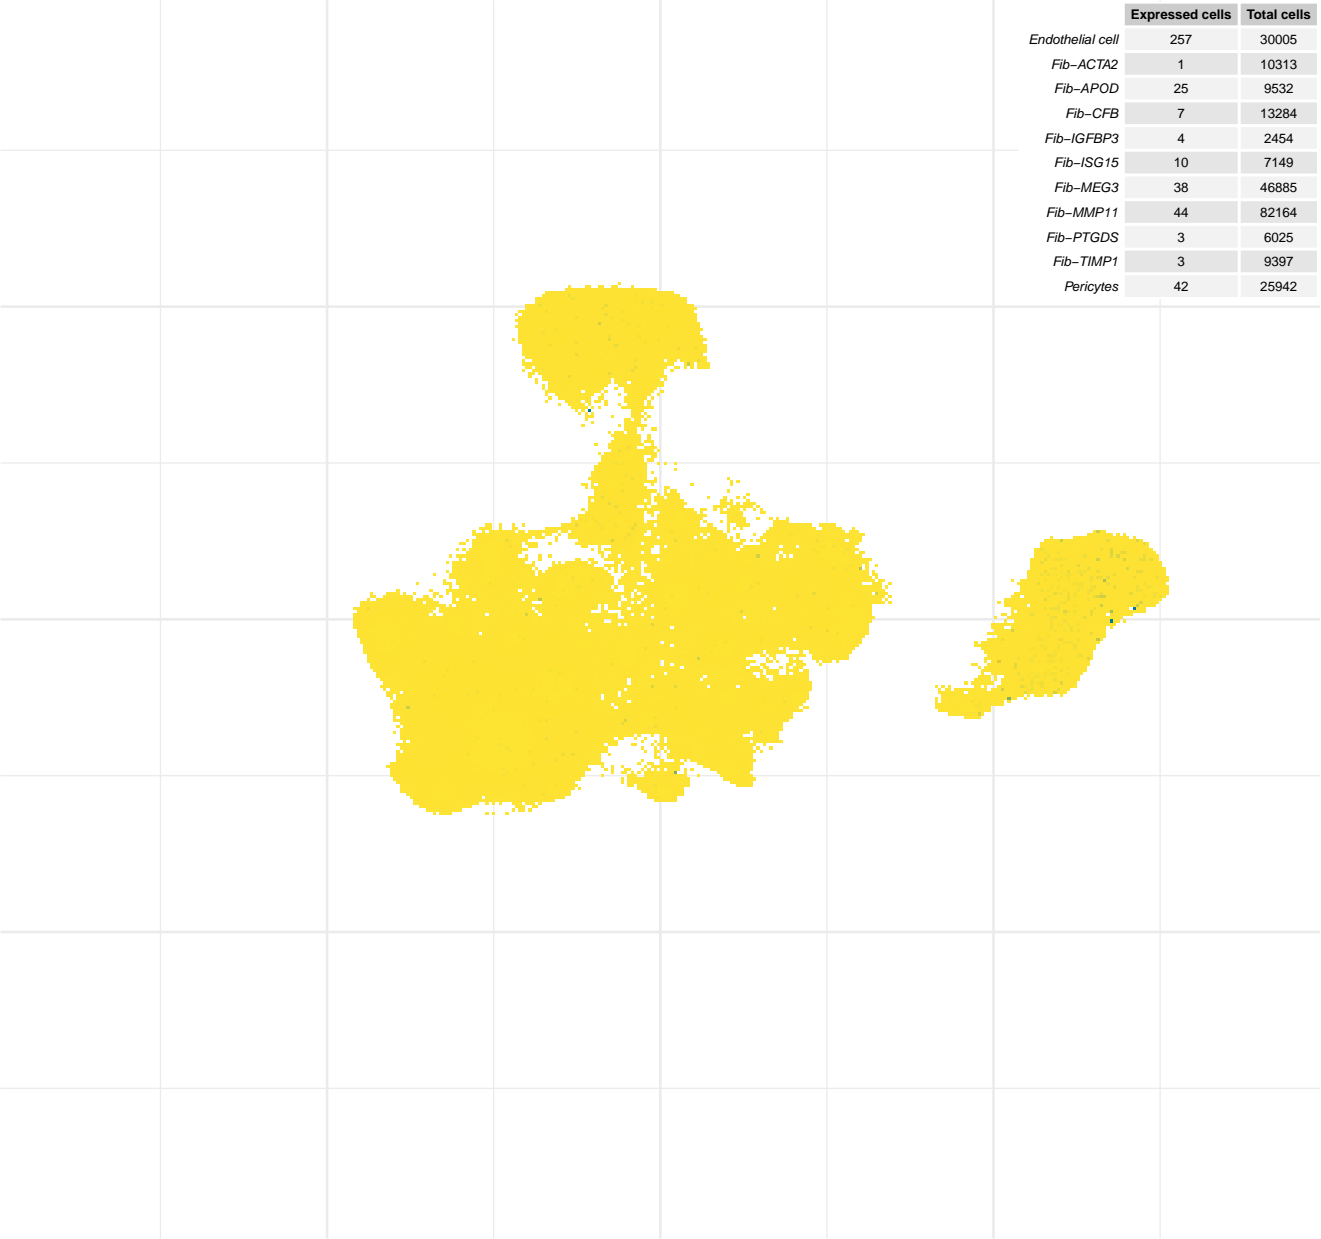 Expressed cells Total cells
Endothelial cell 257 30005
Fib−ACTA2 1 10313
Fib−APOD 25 9532
Fib−CFB 7 13284
Fib−IGFBP3 4 2454
Fib−ISG15 10 7149
Fib−MEG3 38 46885
Fib−MMP11 44 82164
Fib−PTGDS 3 6025
Fib−TIMP1 3 9397
Pericytes 42 25942